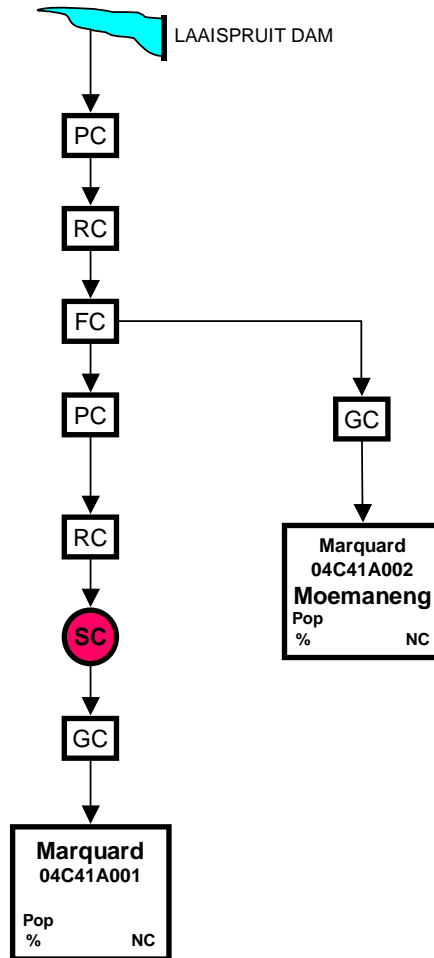 LAAISPRUIT DAM
PC
RC
FC
PC
GC
RC
Marquard
04C41A002
Moemaneng
Pop
% NC
SC
GC
Marquard
04C41A001
Pop
% NC